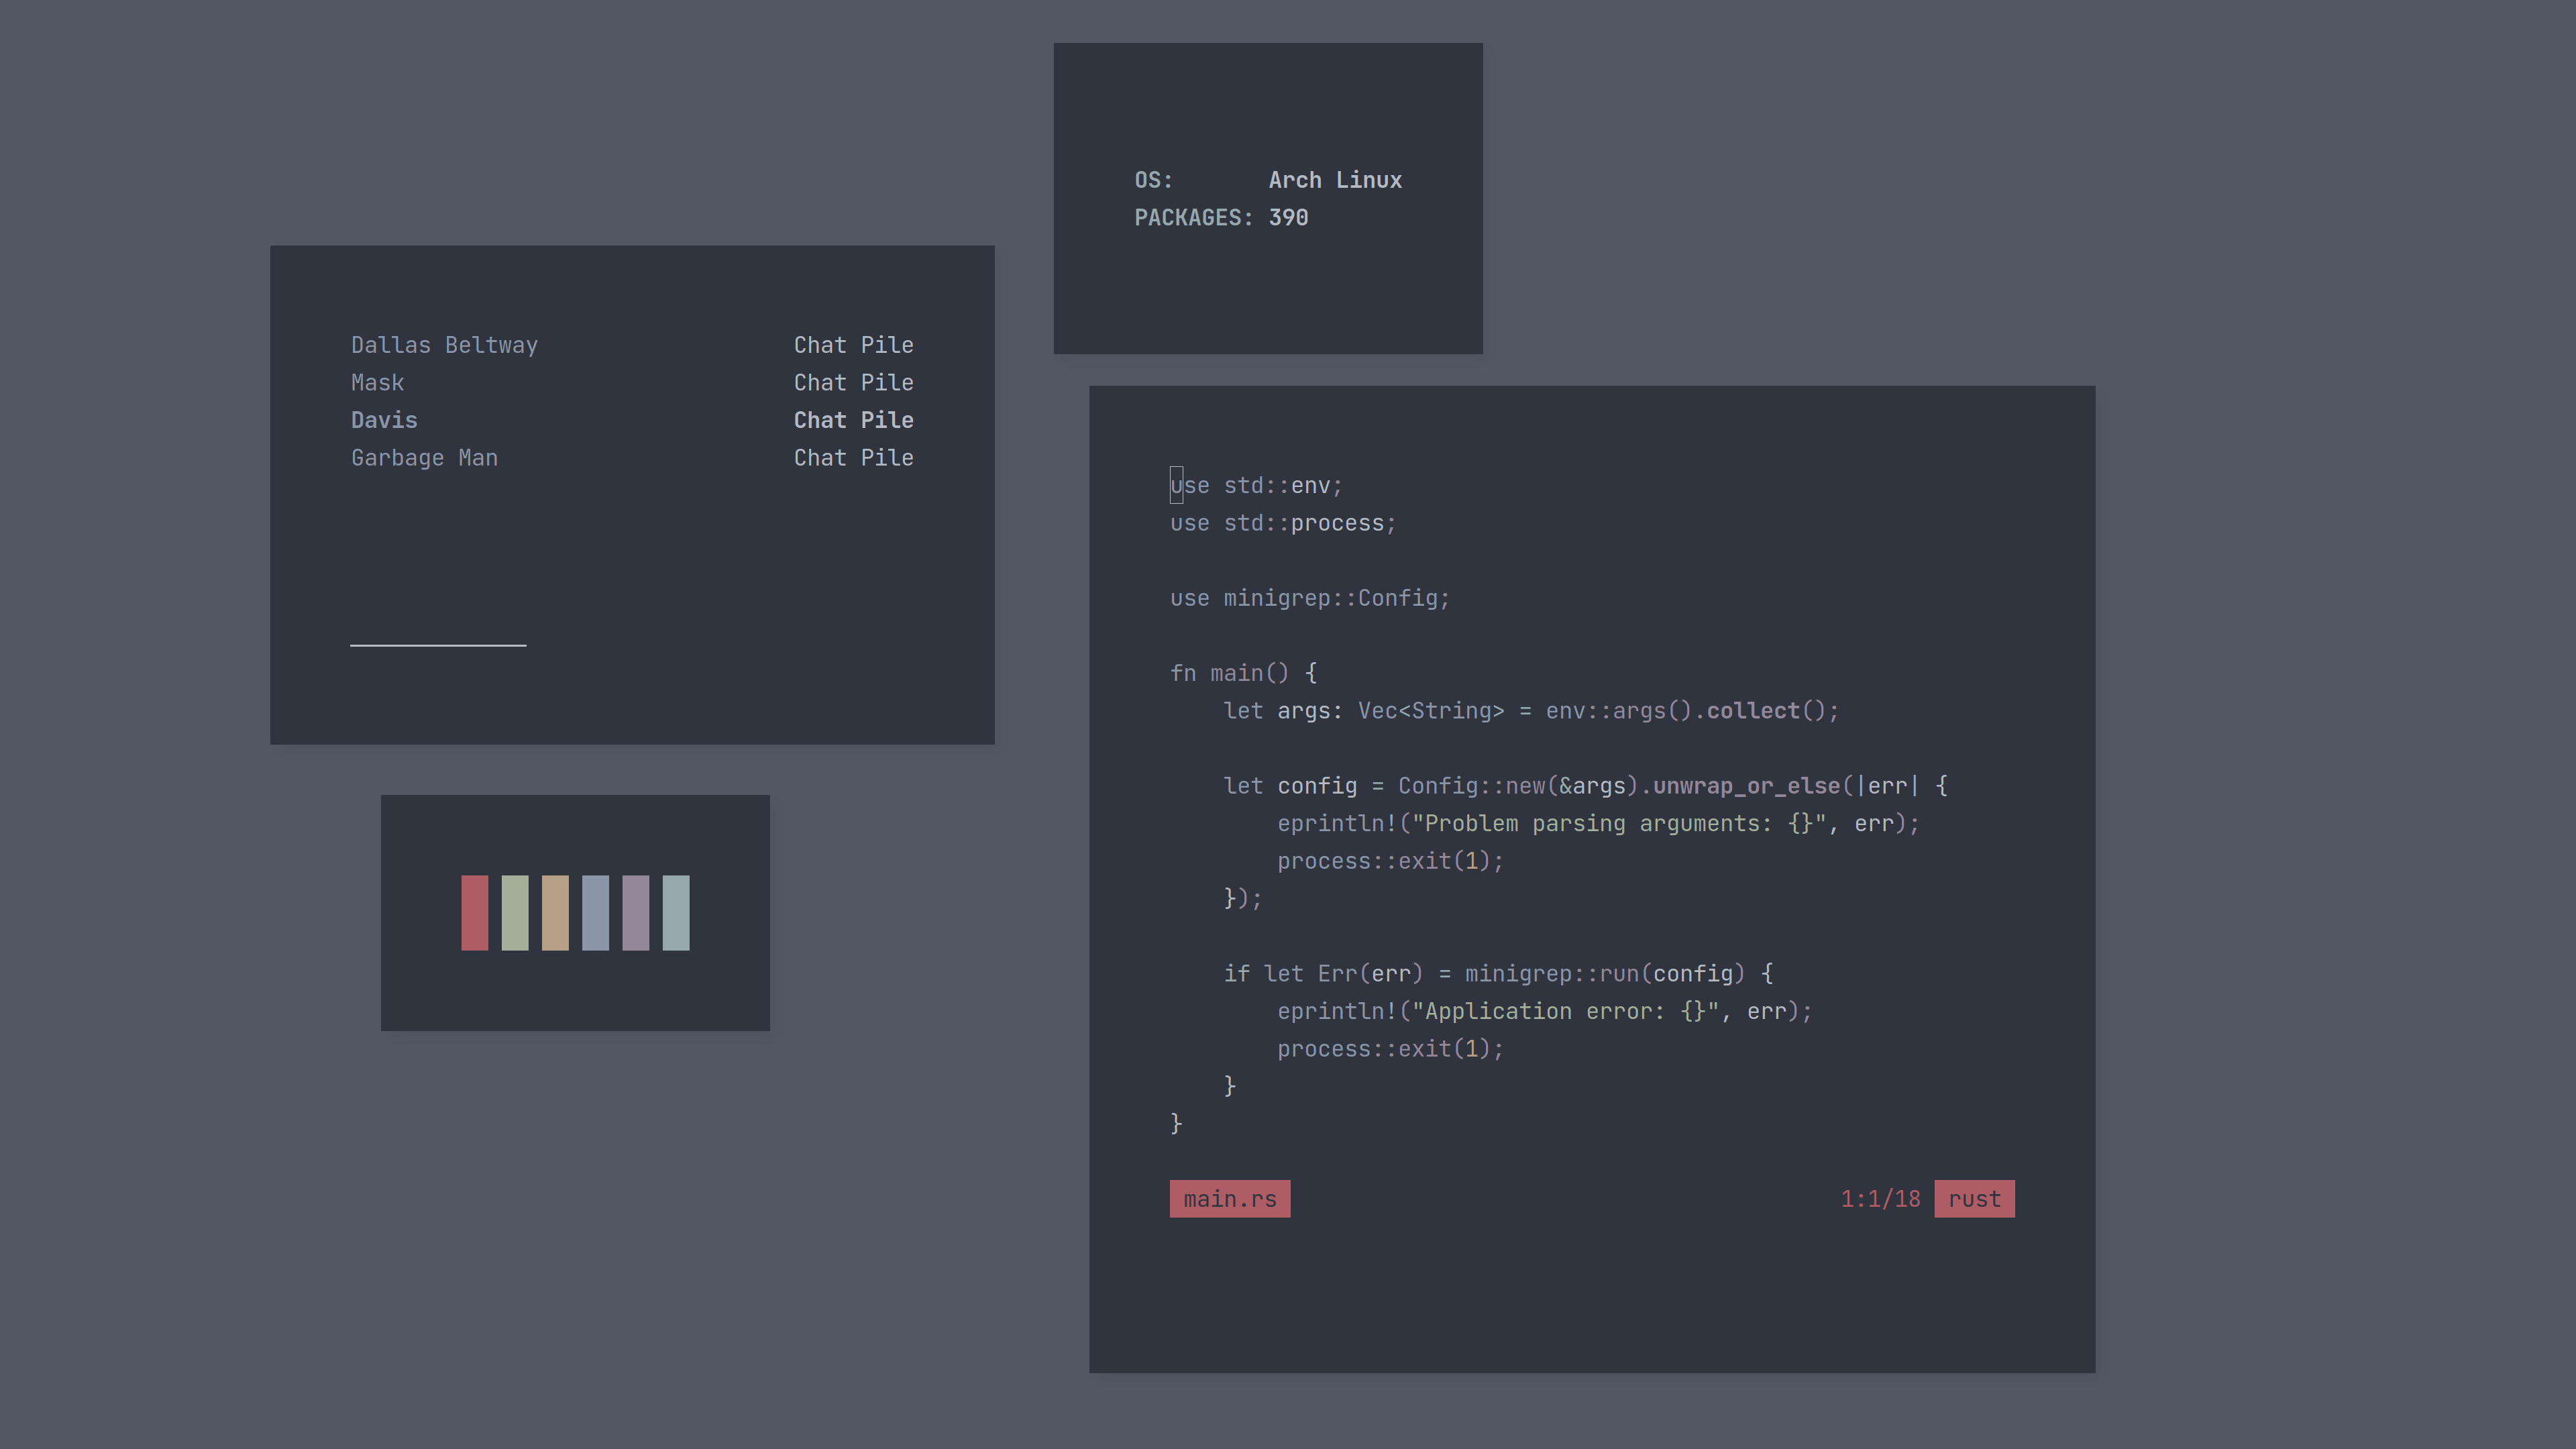 OS: Arch Linux
PACKAGES: 390
Dallas Beltway Chat Pile
Mask Chat Pile
Davis Chat Pile
Garbage Man Chat Pile
use std::env;
use std::process;
use minigrep::Config;
fn main() {
    let args: Vec<String> = env::args().collect();
    let config = Config::new(&args).unwrap_or_else(|err| {
        eprintln!("Problem parsing arguments: {}", err);
        process::exit(1);
    });
    if let Err(err) = minigrep::run(config) {
        eprintln!("Application error: {}", err);
        process::exit(1);
    }
}
main.rs 1:1/18 rust